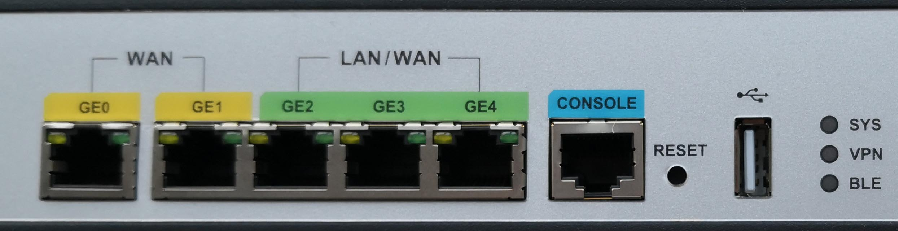 WAN
LAN/WAN
GE0
GE1
GE2
GE3
GE4
CONSOLE
RESET
SYS
VPN
BLE